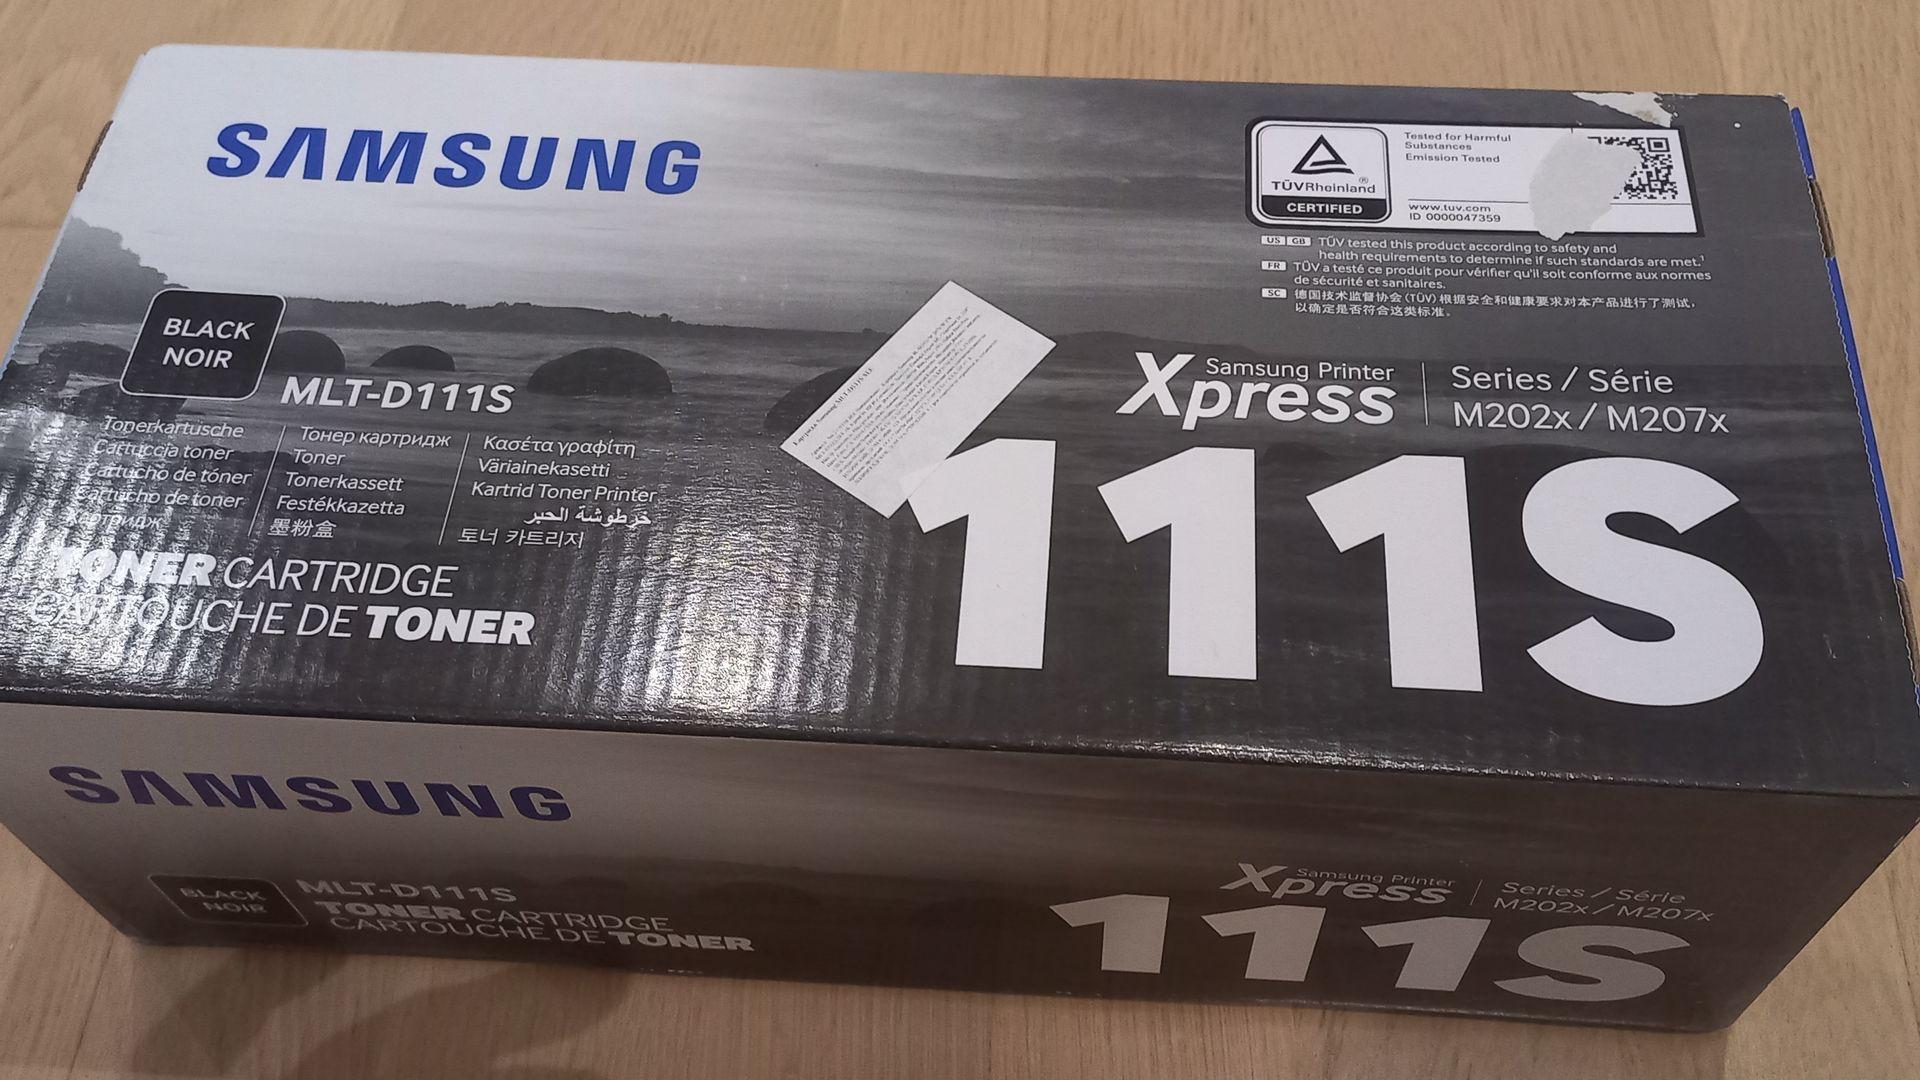 SAMSUNG
TÜVRheinland®
CERTIFIED
Tested for Harmful
Substances
Emission Tested
www.tuv.com
ID 0000047359
US GB TÜV tested this product according to safety and
health requirements to determine if such standards are met.¹
FR TÜV a testé ce produit pour vérifier qu'il soit conforme aux normes
de sécurité et sanitaires.
SC 德国技术监督协会(TÜV)根据安全和健康要求对本产品进行了测试,
以确定是否符合这类标准。
BLACK
NOIR
MLT-D111S
Tonerkartusche
Cartuccia toner
Cartucho de tóner
Cartucho de toner
Картридж
Тонер картридж
Toner
Tonerkassett
Festékkazetta
墨粉盒
Κασέτα γραφίτη
Väriainekasetti
Kartrid Toner Printer
خرطوشة الحبر
토너 카트리지
TONER CARTRIDGE
CARTOUCHE DE TONER
Samsung Printer
Xpress
Series / Série
M202x / M207x
111S
SAMSUNG
BLACK
NOIR
MLT-D111S
TONER CARTRIDGE
CARTOUCHE DE TONER
Samsung Printer
Xpress
Series / Série
M202x / M207x
111S